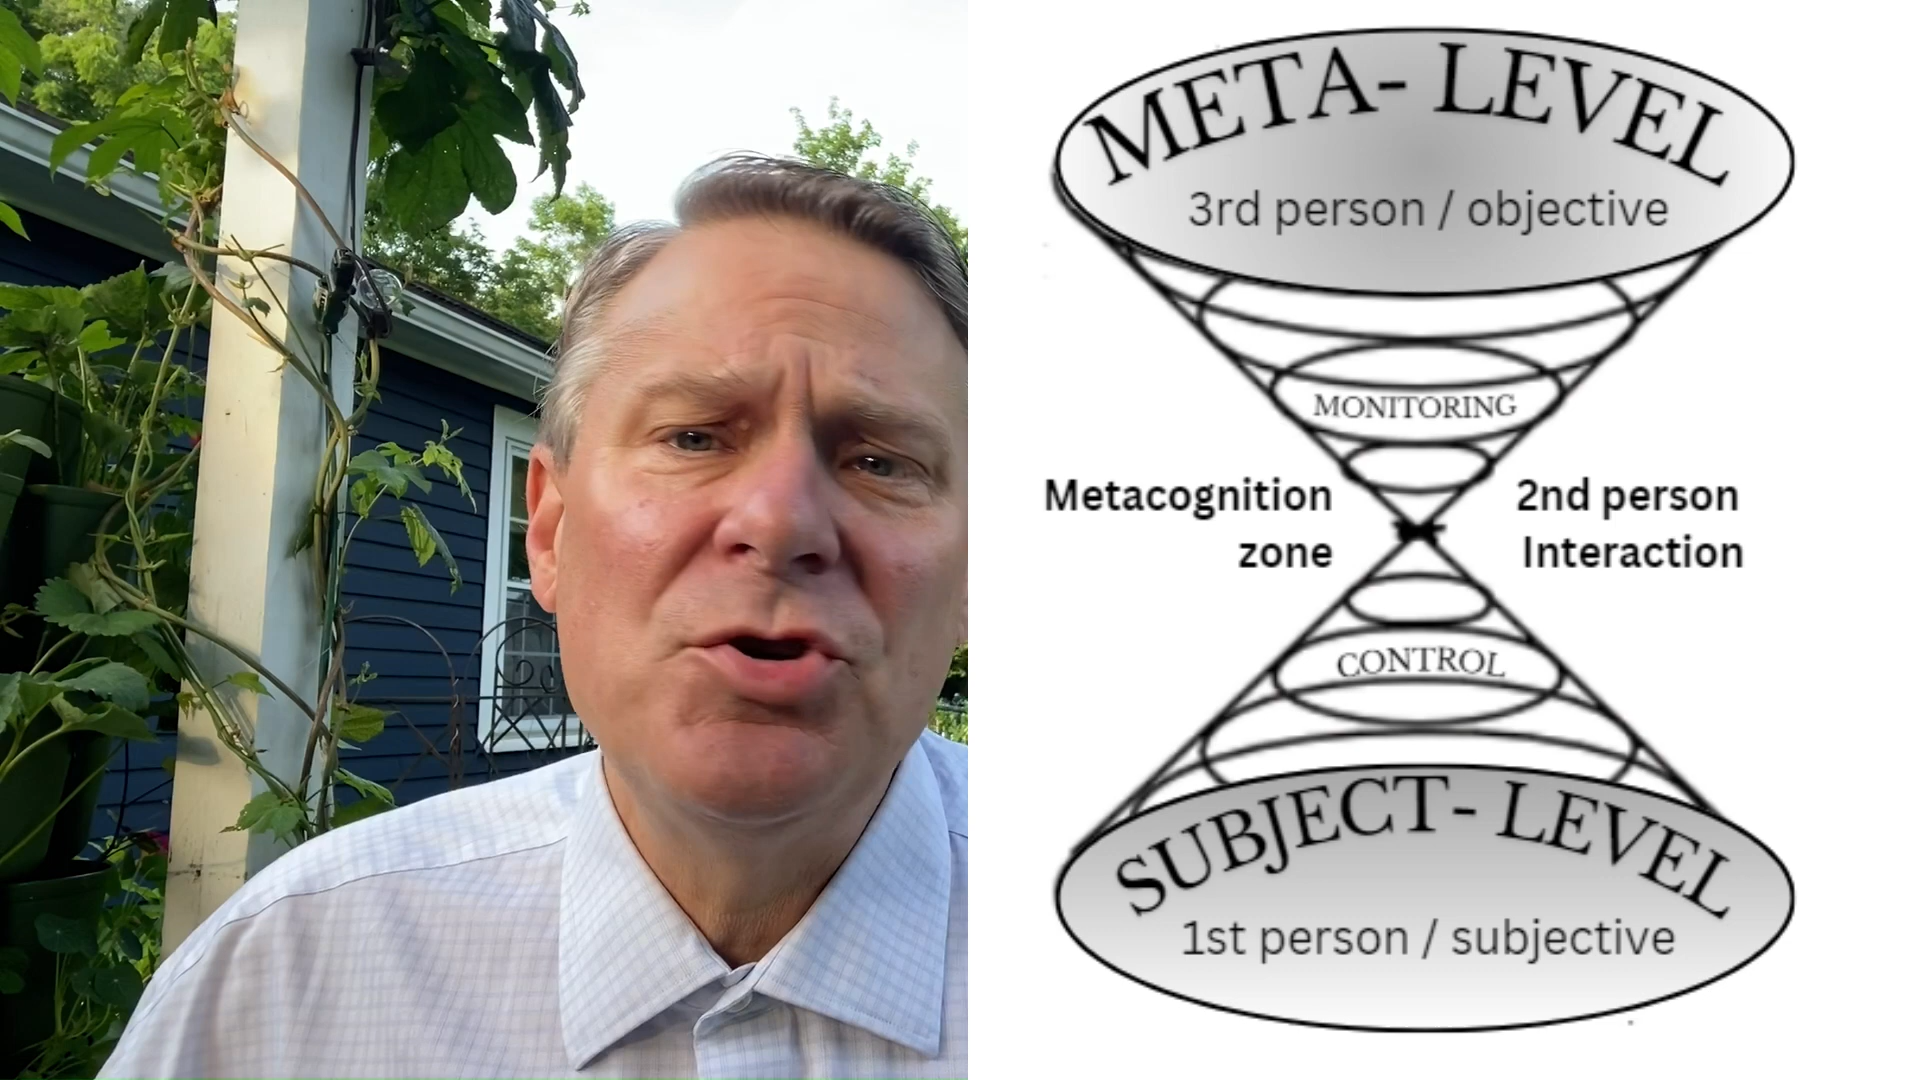 META- LEVEL
3rd person / objective
MONITORING
Metacognition
zone
2nd person
Interaction
CONTROL
SUBJECT- LEVEL
1st person / subjective